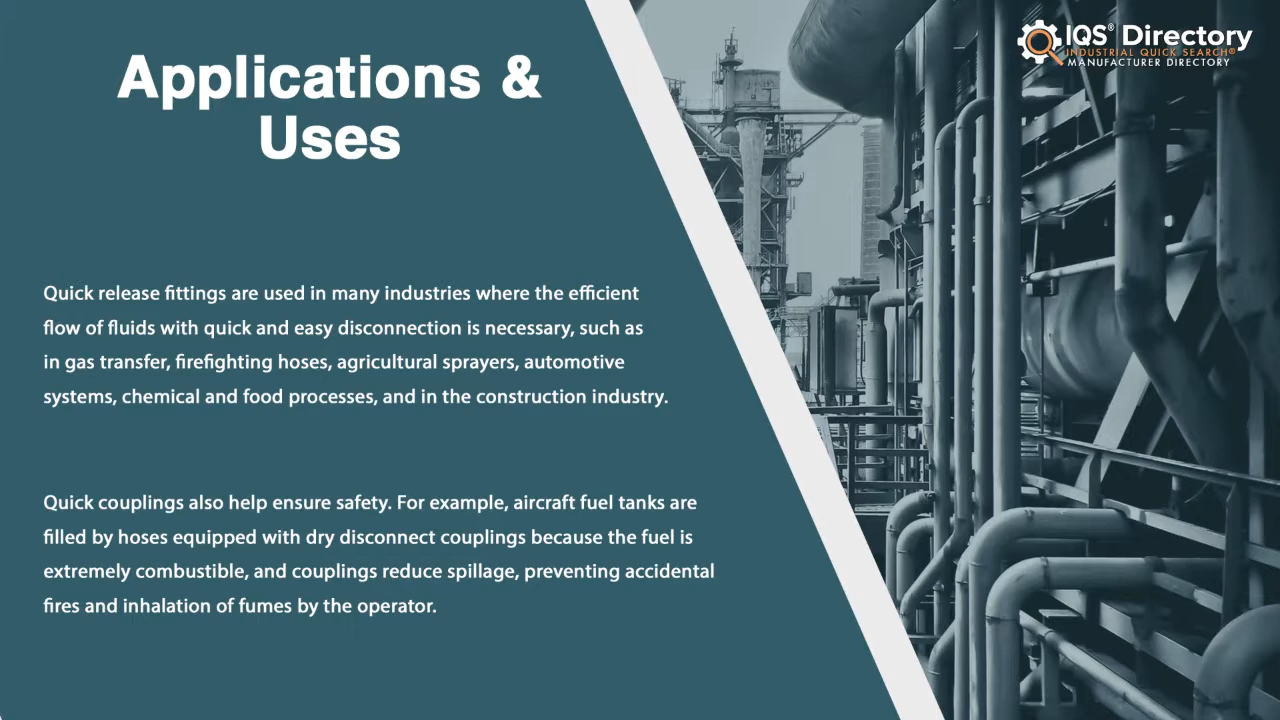 IQS® Directory
INDUSTRIAL QUICK SEARCH®
MANUFACTURER DIRECTORY
Applications &
Uses
Quick release fittings are used in many industries where the efficient
flow of fluids with quick and easy disconnection is necessary, such as
in gas transfer, firefighting hoses, agricultural sprayers, automotive
systems, chemical and food processes, and in the construction industry.
Quick couplings also help ensure safety. For example, aircraft fuel tanks are
filled by hoses equipped with dry disconnect couplings because the fuel is
extremely combustible, and couplings reduce spillage, preventing accidental
fires and inhalation of fumes by the operator.